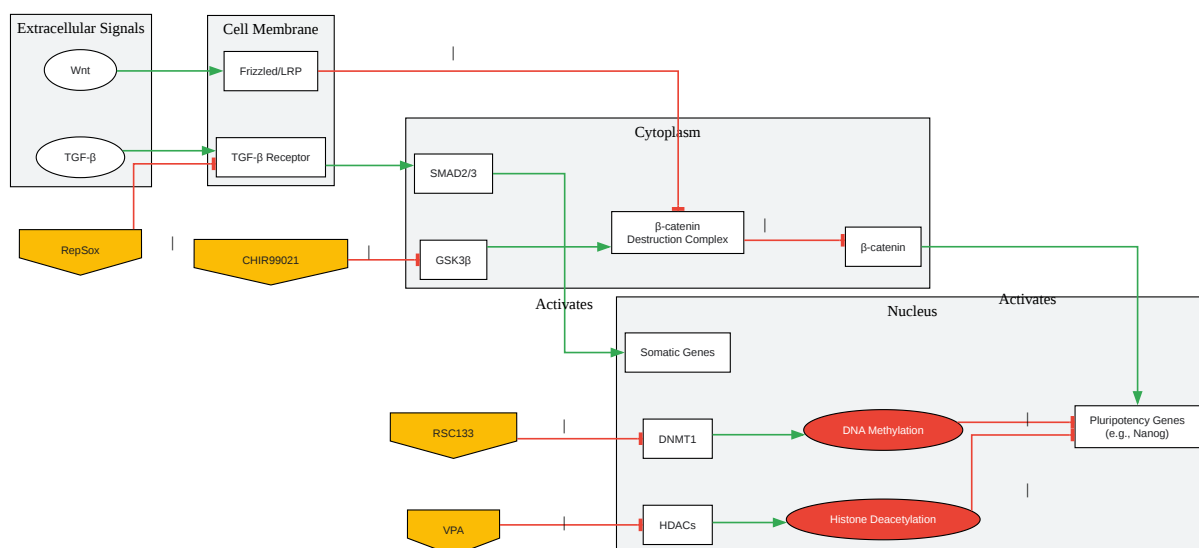 Extracellular Signals
Cell Membrane
Wnt
Frizzled/LRP
|
Cytoplasm
TGF-β
TGF-β Receptor
SMAD2/3
β-catenin
Destruction Complex
|
β-catenin
RepSox
|
CHIR99021
|
GSK3β
Activates
Activates
Nucleus
Somatic Genes
RSC133
|
DNMT1
DNA Methylation
|
Pluripotency Genes
(e.g., Nanog)
VPA
|
HDACs
Histone Deacetylation
|